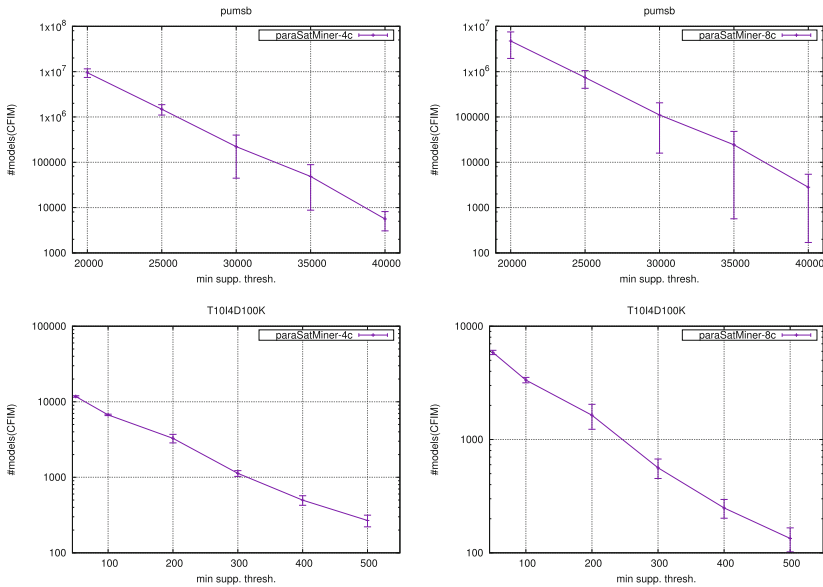 pumsb
paraSatMiner-4c
1x10^8
1x10^7
1x10^6
100000
10000
1000
#models(CFIM)
20000 25000 30000 35000 40000
min supp. thresh.
pumsb
paraSatMiner-8c
1x10^7
1x10^6
100000
10000
1000
100
#models(CFIM)
20000 25000 30000 35000 40000
min supp. thresh.
T10I4D100K
paraSatMiner-4c
100000
10000
1000
100
#models(CFIM)
100 200 300 400 500
min supp. thresh.
T10I4D100K
paraSatMiner-8c
10000
1000
100
#models(CFIM)
100 200 300 400 500
min supp. thresh.